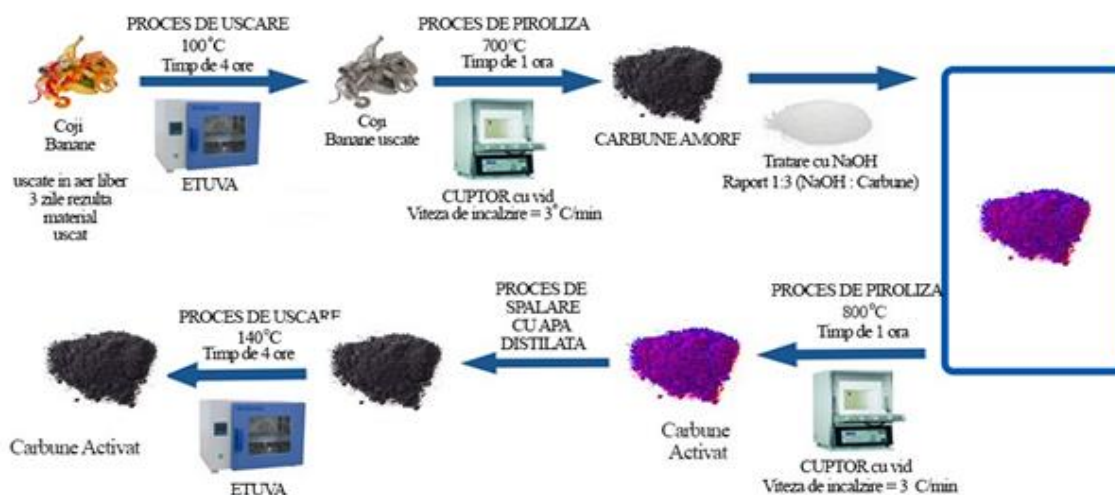 PROCES DE USCARE
100°C
Timp de 4 ore
PROCES DE PIROLIZA
700°C
Timp de 1 ora
Coji
Banane
Coji
Banane uscate
CARBUNE AMORF
Tratare cu NaOH
Raport 1:3 (NaOH : Carbune)
uscate in aer liber
3 zile rezulta
material
uscat
ETUVA
CUPTOR cu vid
Viteza de incalzire = 3°C/min
PROCES DE USCARE
140°C
Timp de 4 ore
PROCES DE
SPALARE
CU APA
DISTILATA
PROCES DE PIROLIZA
800°C
Timp de 1 ora
Carbune Activat
ETUVA
Carbune
Activat
CUPTOR cu vid
Viteza de incalzire = 3 C/min